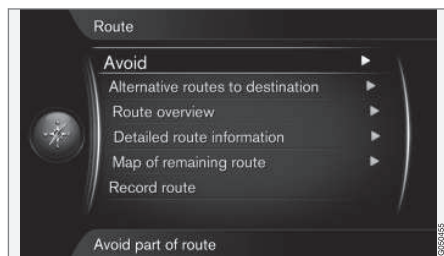 Route
Avoid
Alternative routes to destination
Route overview
Detailed route information
Map of remaining route
Record route
Avoid part of route
G050455